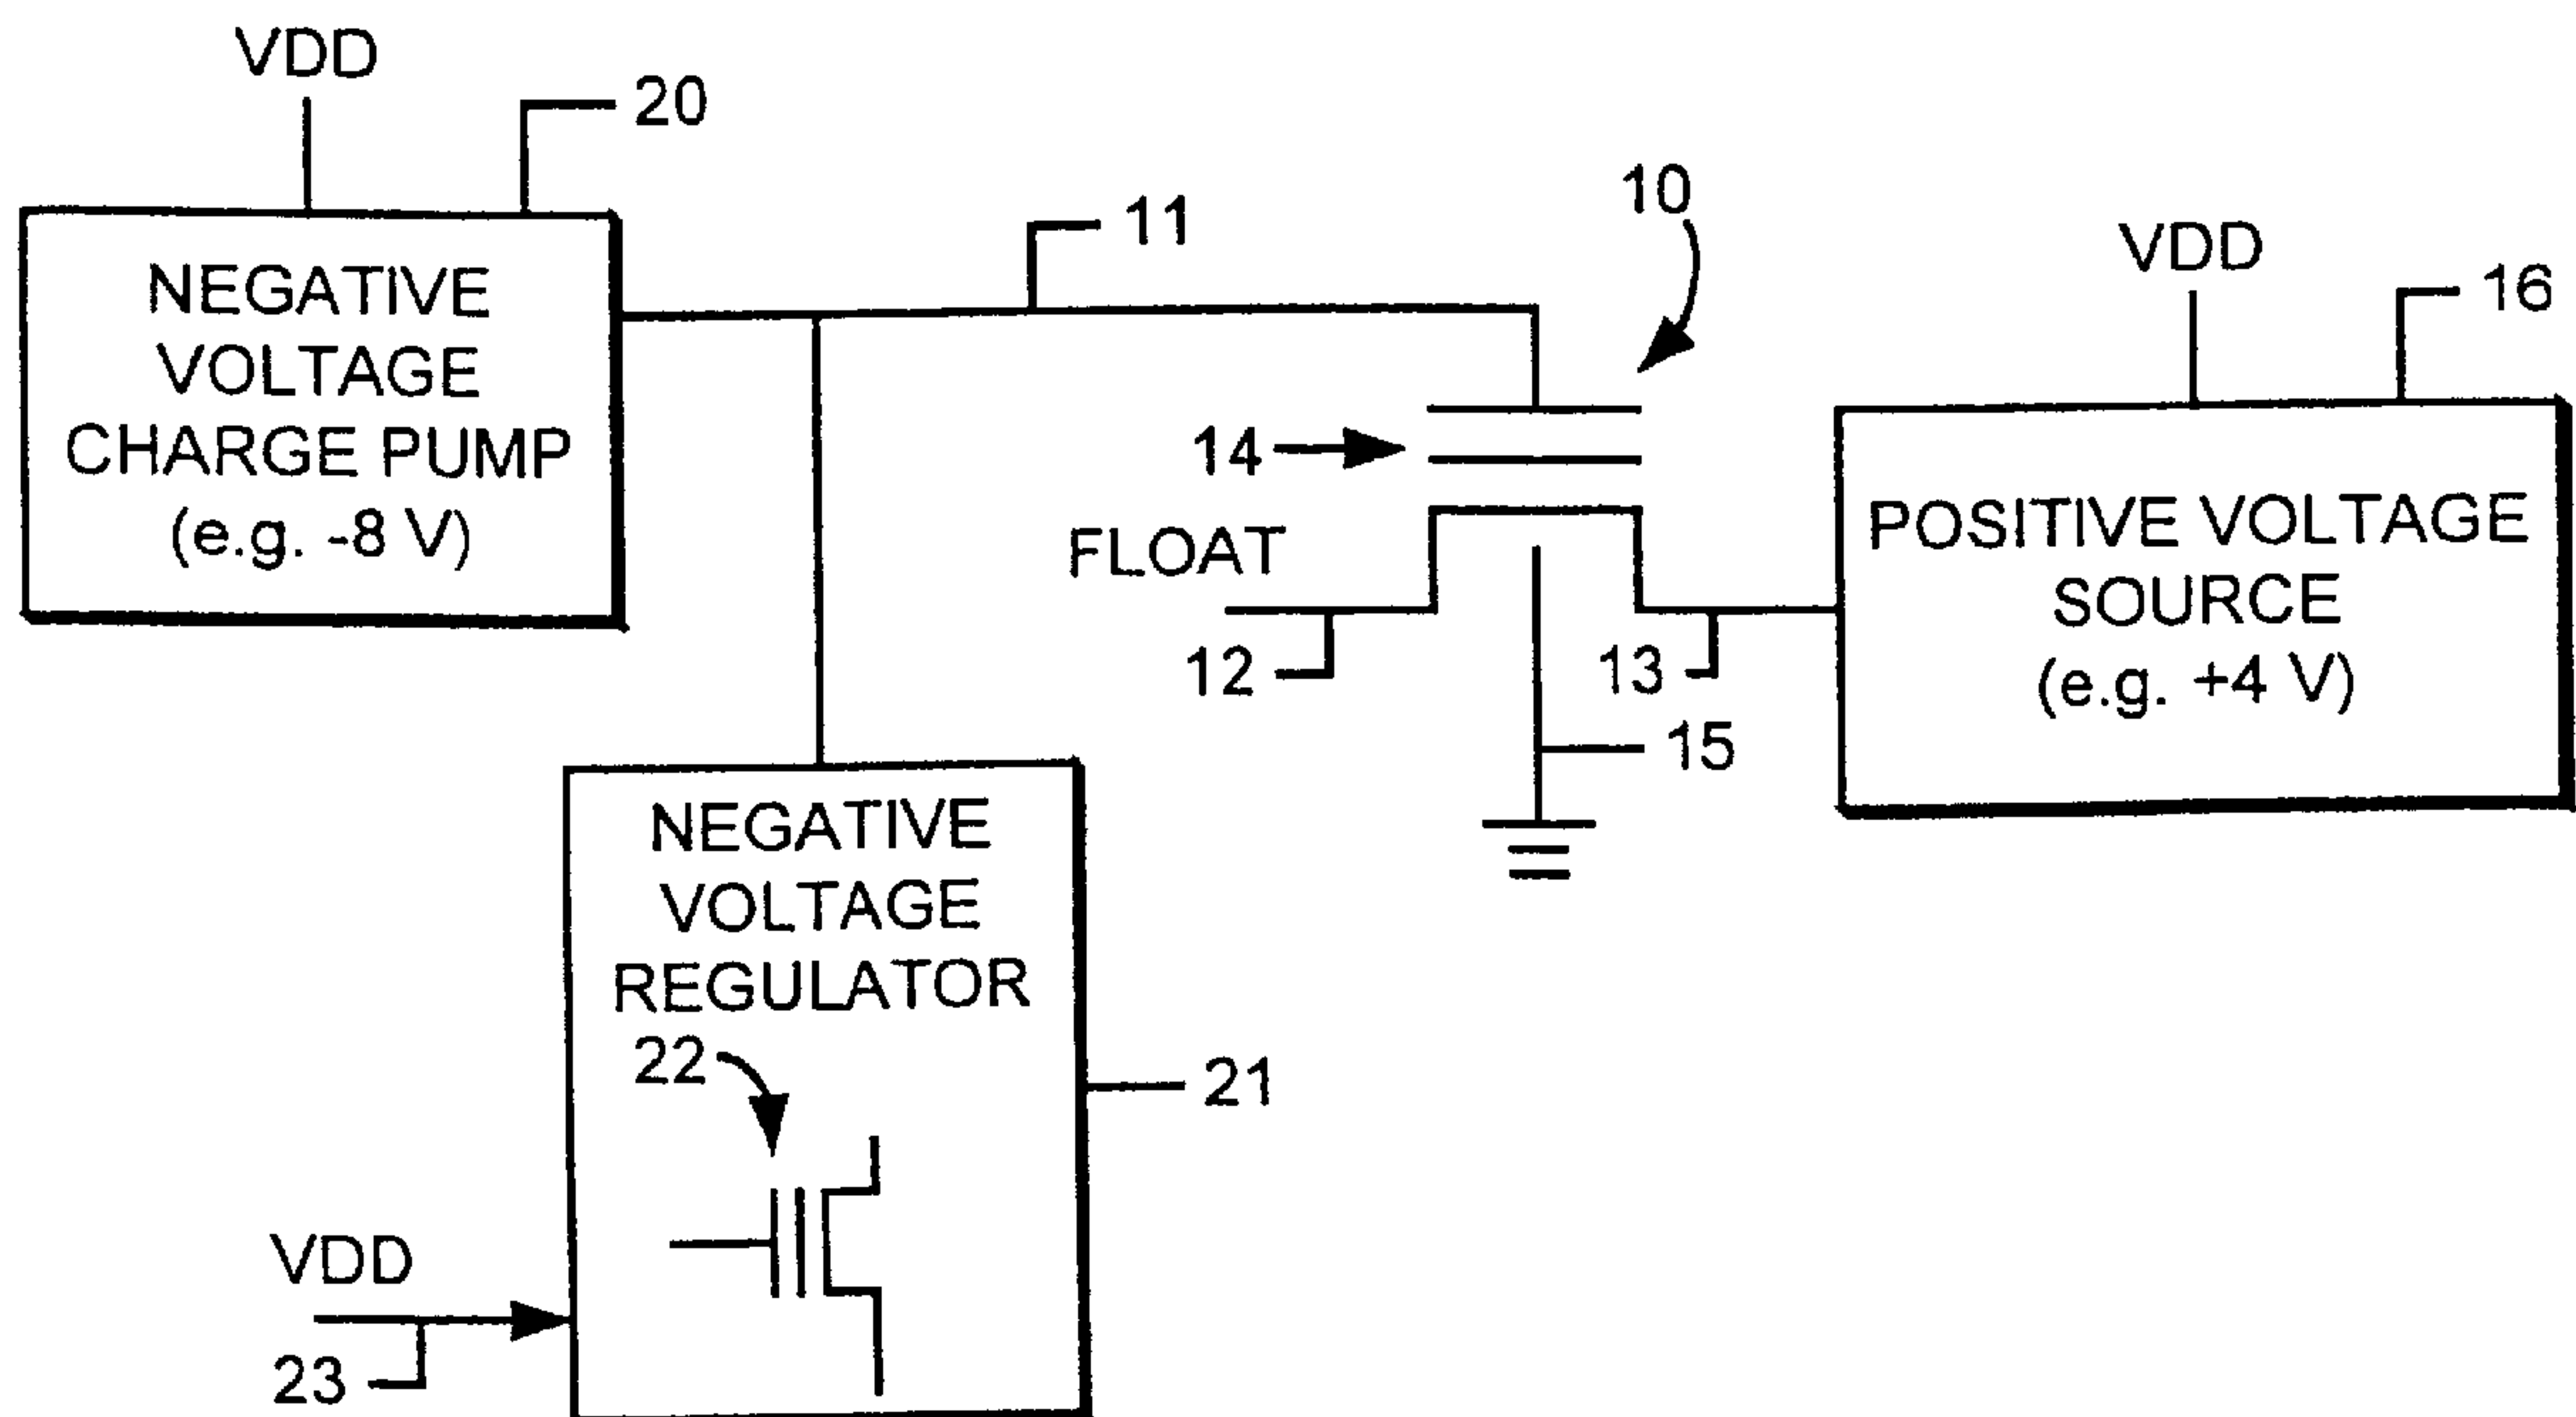 VDD
20
NEGATIVE
VOLTAGE
CHARGE PUMP
(e.g. -8 V)
11
10
VDD
16
14
FLOAT
12
13
15
POSITIVE VOLTAGE
SOURCE
(e.g. +4 V)
NEGATIVE
VOLTAGE
REGULATOR
22
21
VDD
23